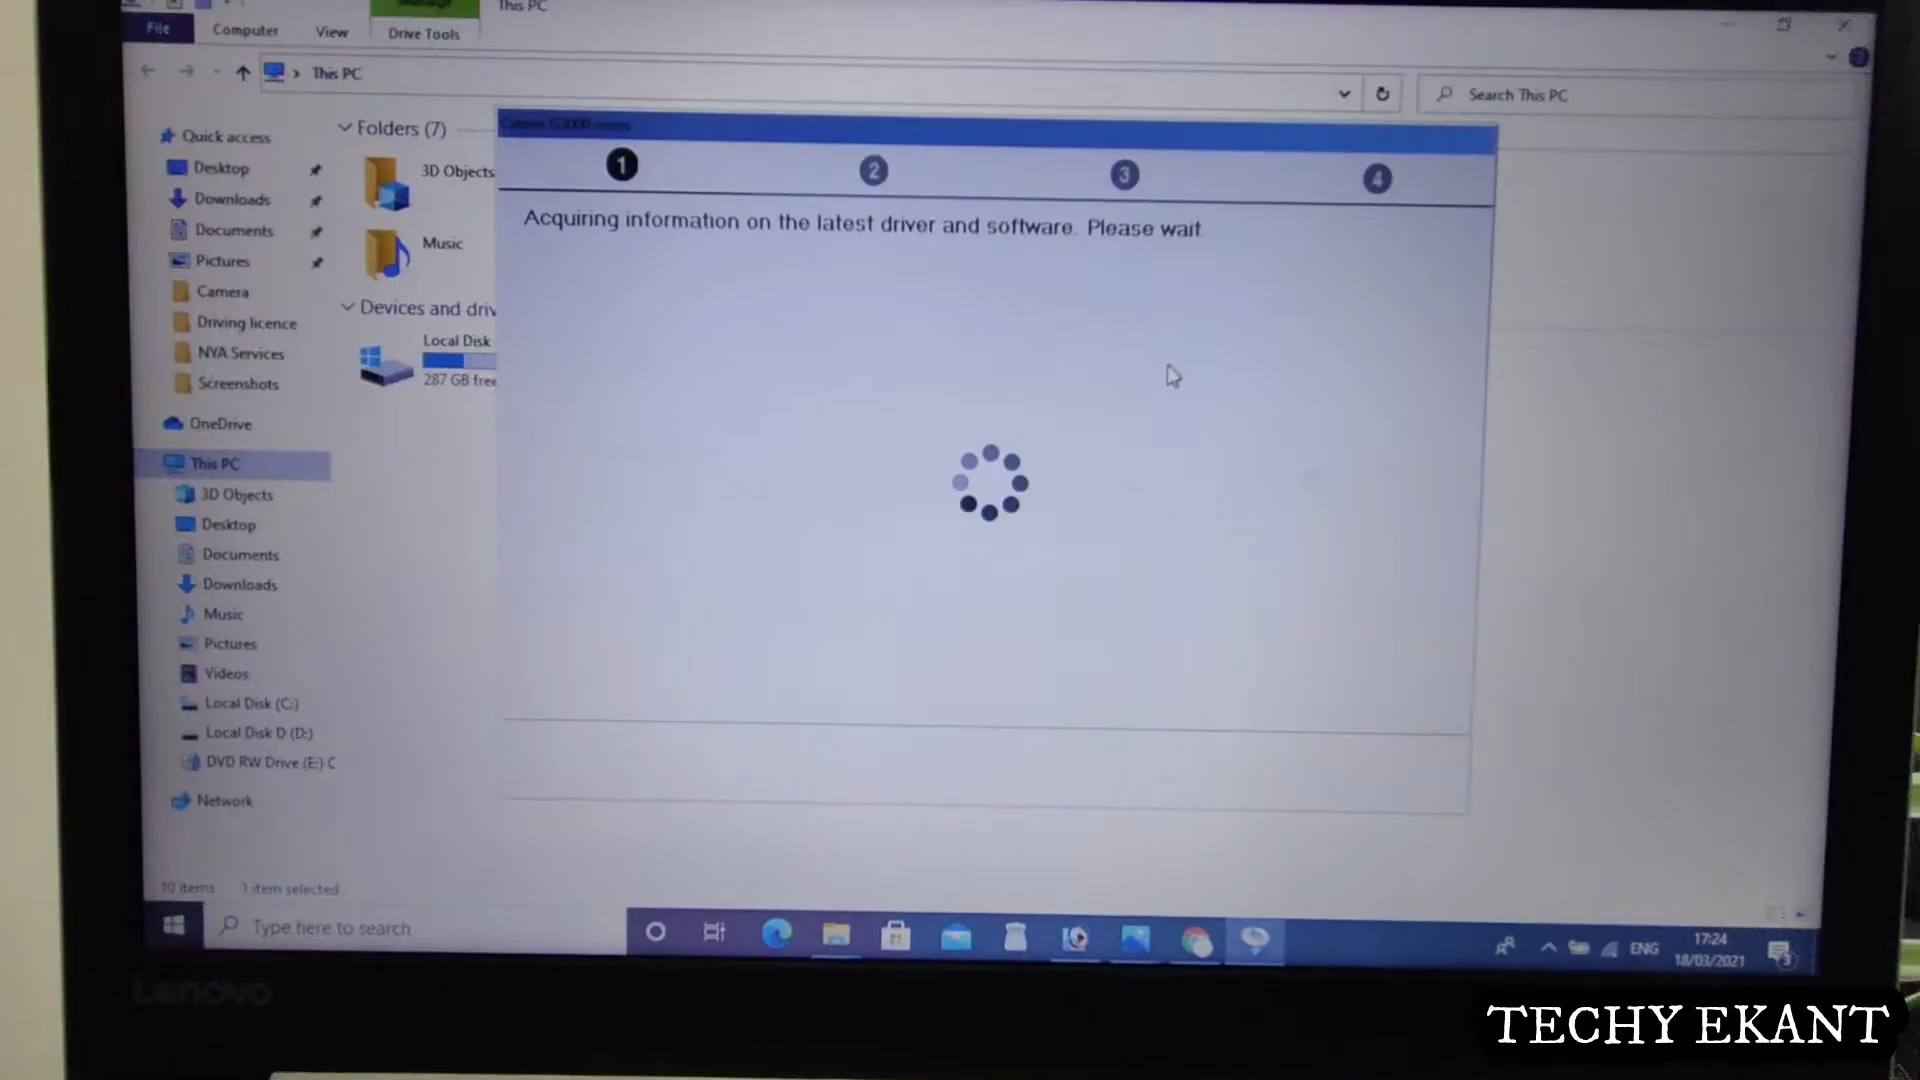 This PC
File
Computer
View
Drive Tools
This PC
Search This PC
Quick access
Desktop
Downloads
Documents
Pictures
Camera
Driving licence
NYA Services
Screenshots
OneDrive
This PC
3D Objects
Desktop
Documents
Downloads
Music
Pictures
Videos
Local Disk (C:)
Local Disk D (D:)
DVD RW Drive (E:) C
Network
Folders (7)
3D Objects
Music
Devices and driv
Local Disk
287 GB free
1
2
3
4
Acquiring information on the latest driver and software. Please wait.
10 items
1 item selected
Type here to search
ENG
17:24
18/03/2021
3
Lenovo
TECHY EKANT